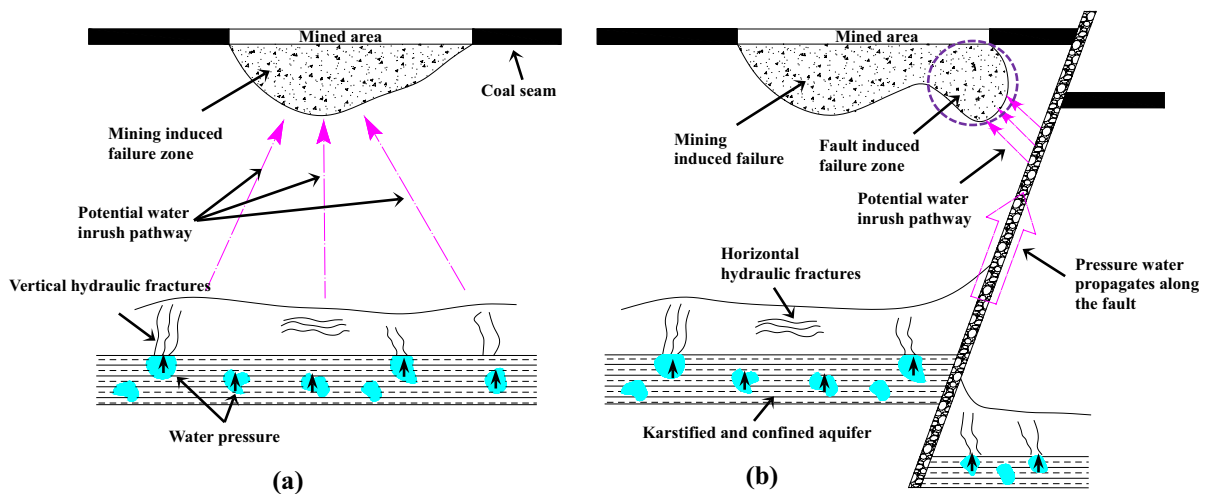 Mined area
Coal seam
Mining induced
failure zone
Potential water
inrush pathway
Vertical hydraulic fractures
Water pressure
(a)
Mined area
Mining
induced failure
Fault induced
failure zone
Potential water
inrush pathway
Horizontal
hydraulic fractures
Pressure water
propagates along
the fault
Karstified and confined aquifer
(b)